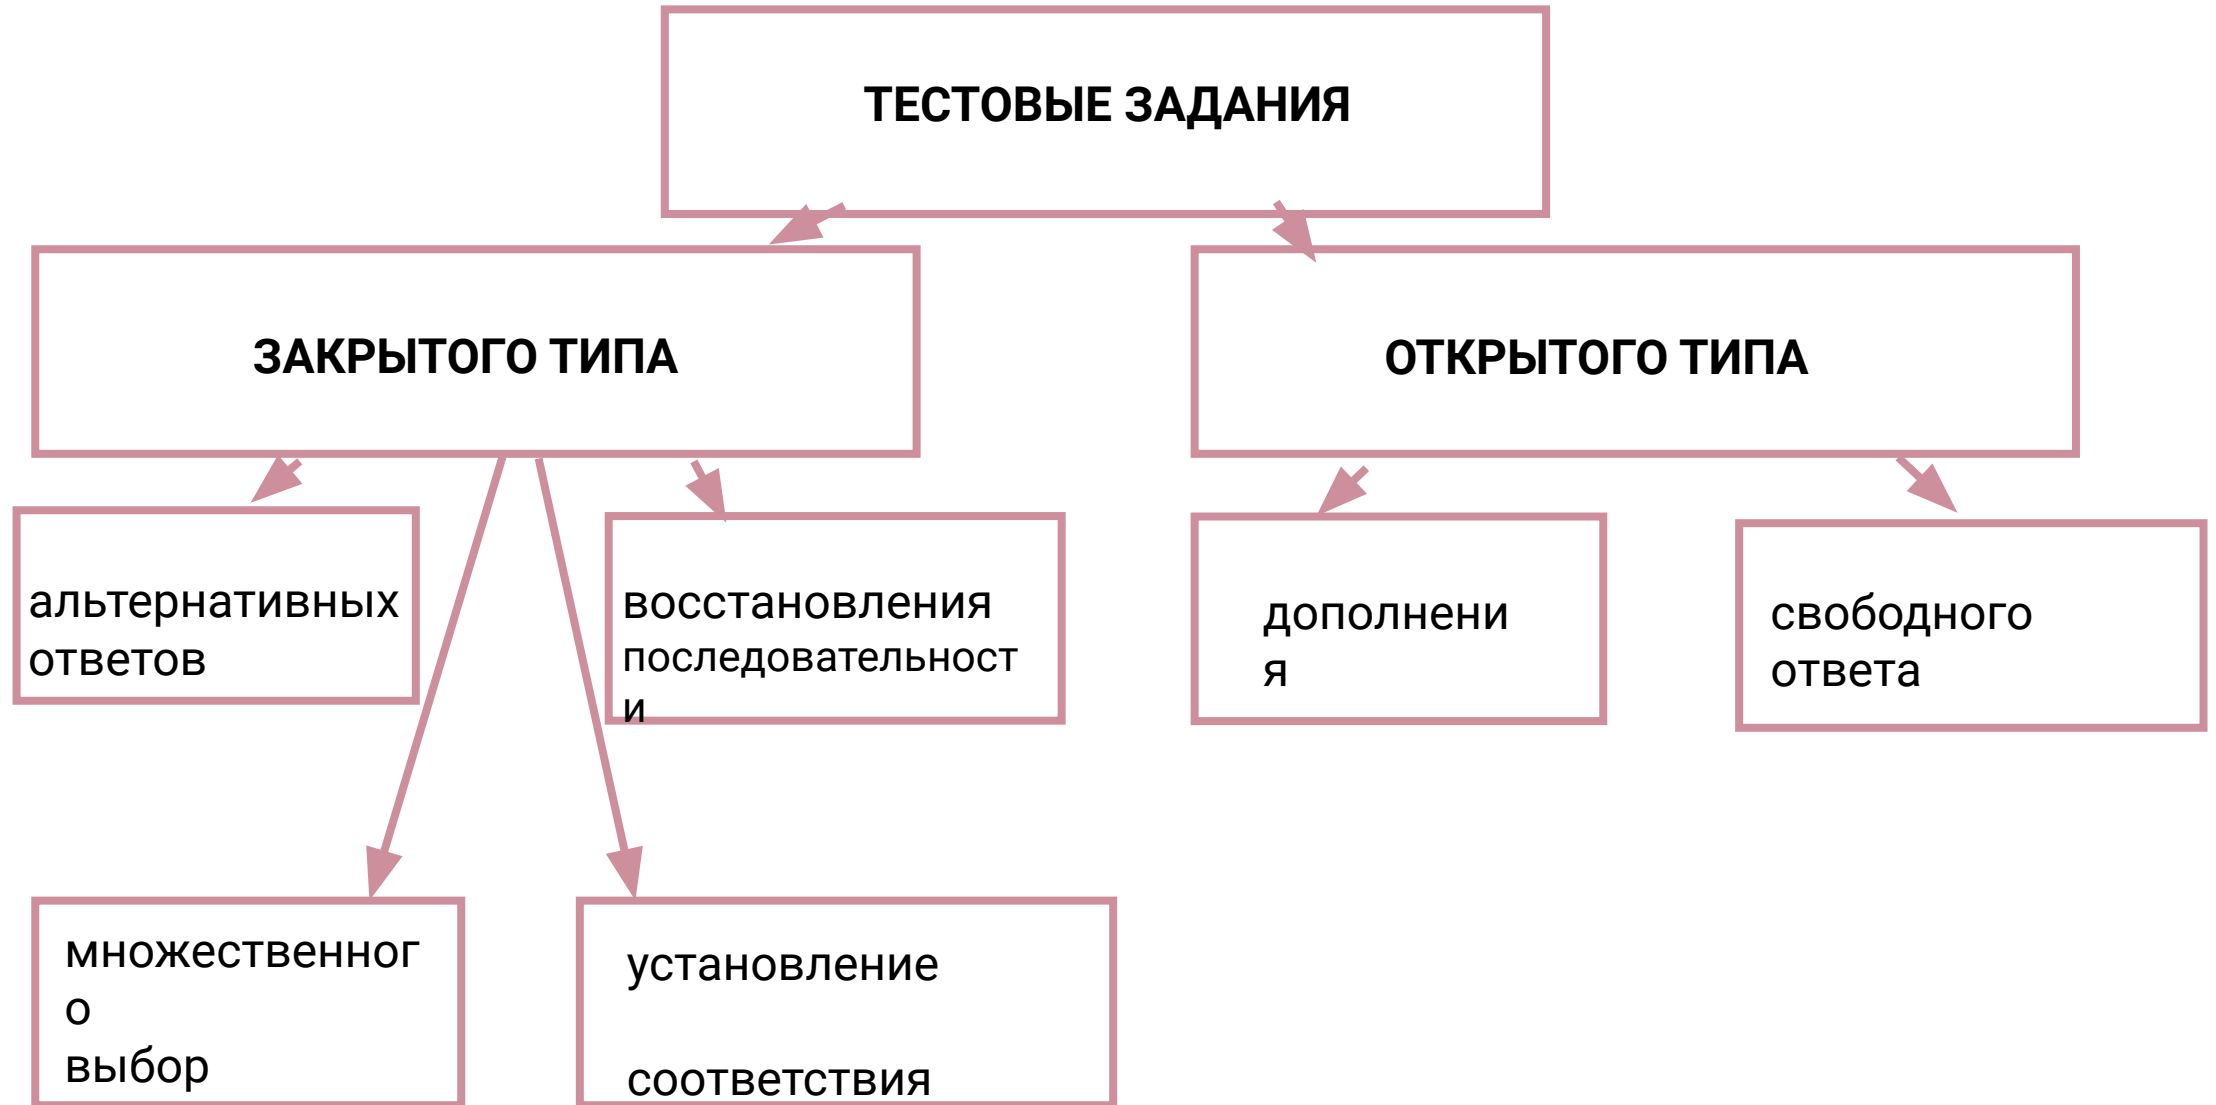 ТЕСТОВЫЕ ЗАДАНИЯ
ЗАКРЫТОГО ТИПА
ОТКРЫТОГО ТИПА
альтернативных
ответов
восстановления
последовательност
и
дополнени
я
свободного
ответа
множественног
о
выбор
установление
соответствия